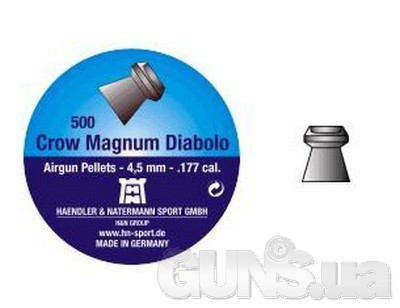 500
Crow Magnum Diabolo
Airgun Pellets - 4,5 mm - .177 cal.
HAENDLER & NATERMANN SPORT GMBH
H&N GROUP
www.hn-sport.de
MADE IN GERMANY
GUNS.ua